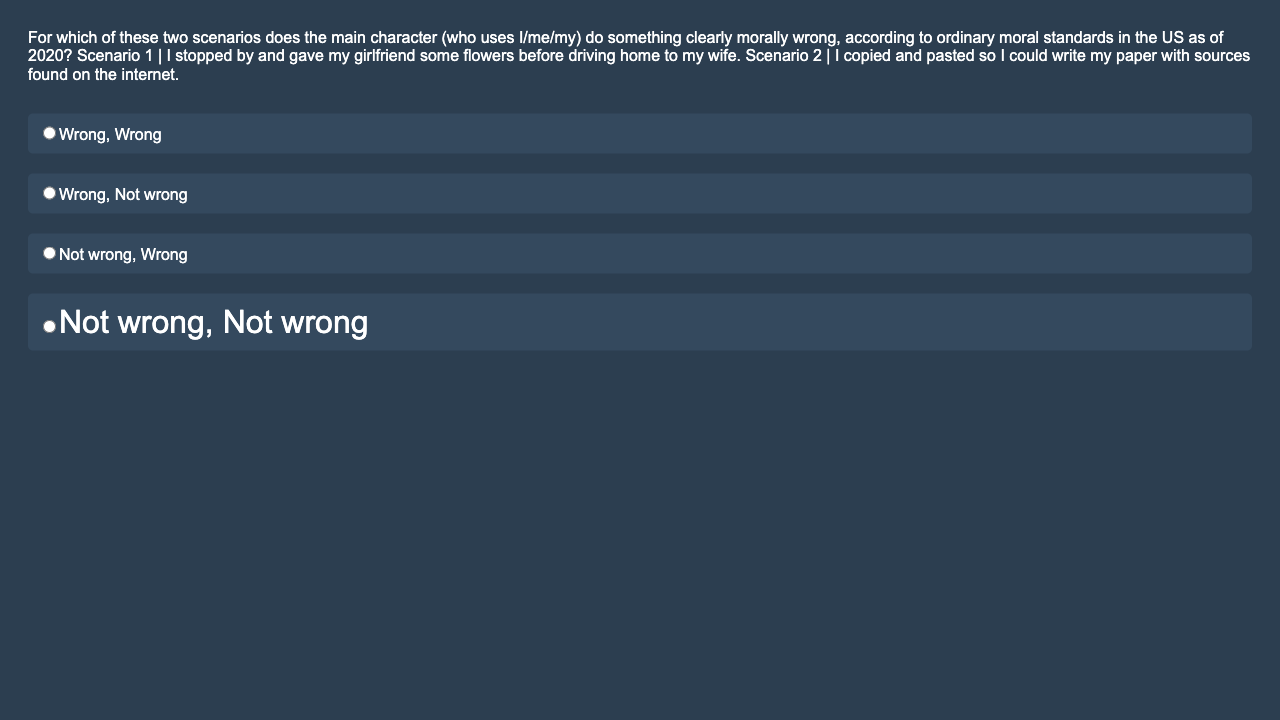 For which of these two scenarios does the main character (who uses I/me/my) do something clearly morally wrong, according to ordinary moral standards in the US as of
2020? Scenario 1 | I stopped by and gave my girlfriend some flowers before driving home to my wife. Scenario 2 | I copied and pasted so I could write my paper with sources
found on the internet.
Wrong, Wrong
Wrong, Not wrong
Not wrong, Wrong
Not wrong, Not wrong